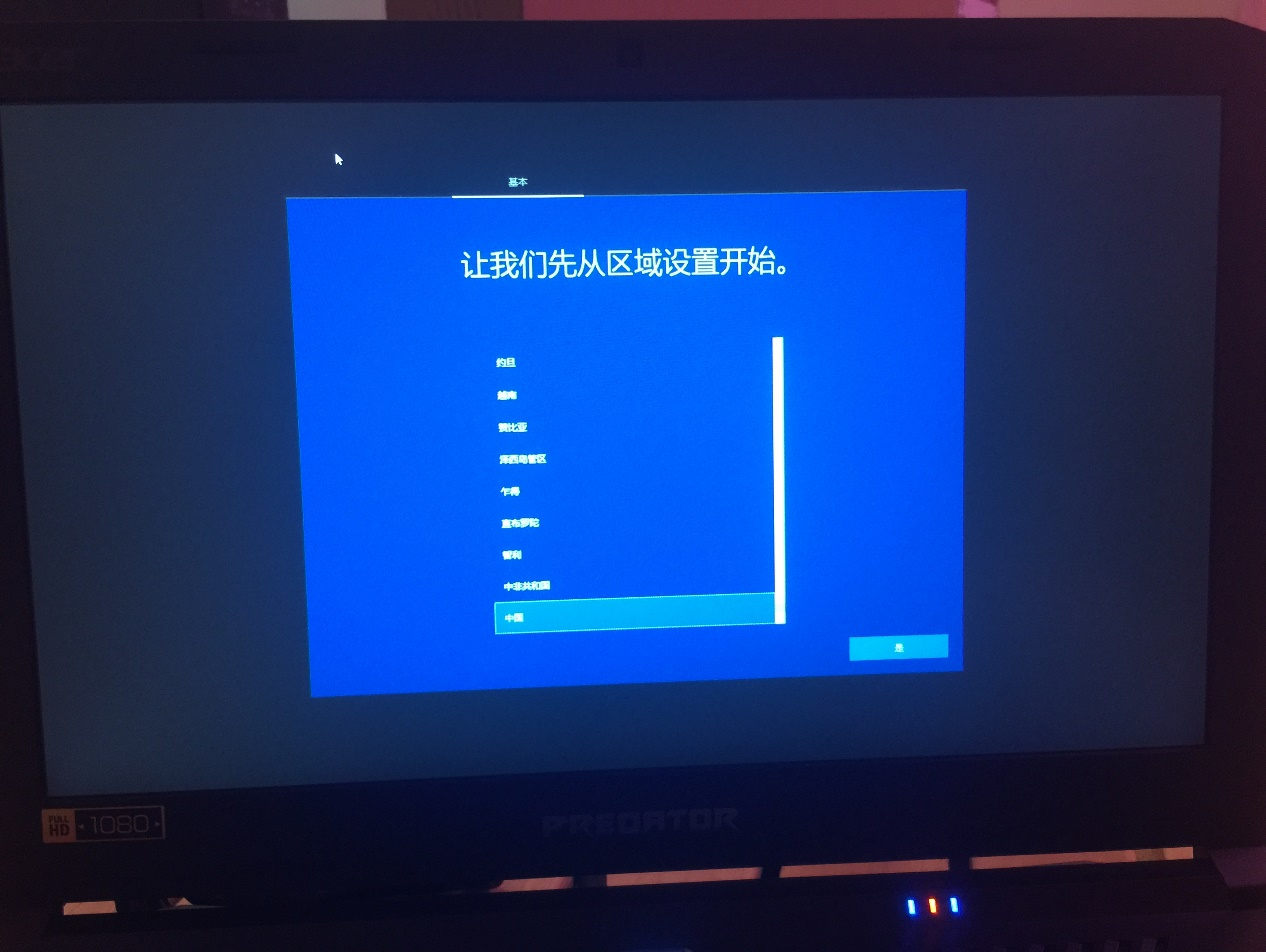 acer
基本
让我们先从区域设置开始。
约旦
越南
赞比亚
泽西岛管区
乍得
直布罗陀
智利
中非共和国
中国
是
FULL HD 1080
PREDATOR